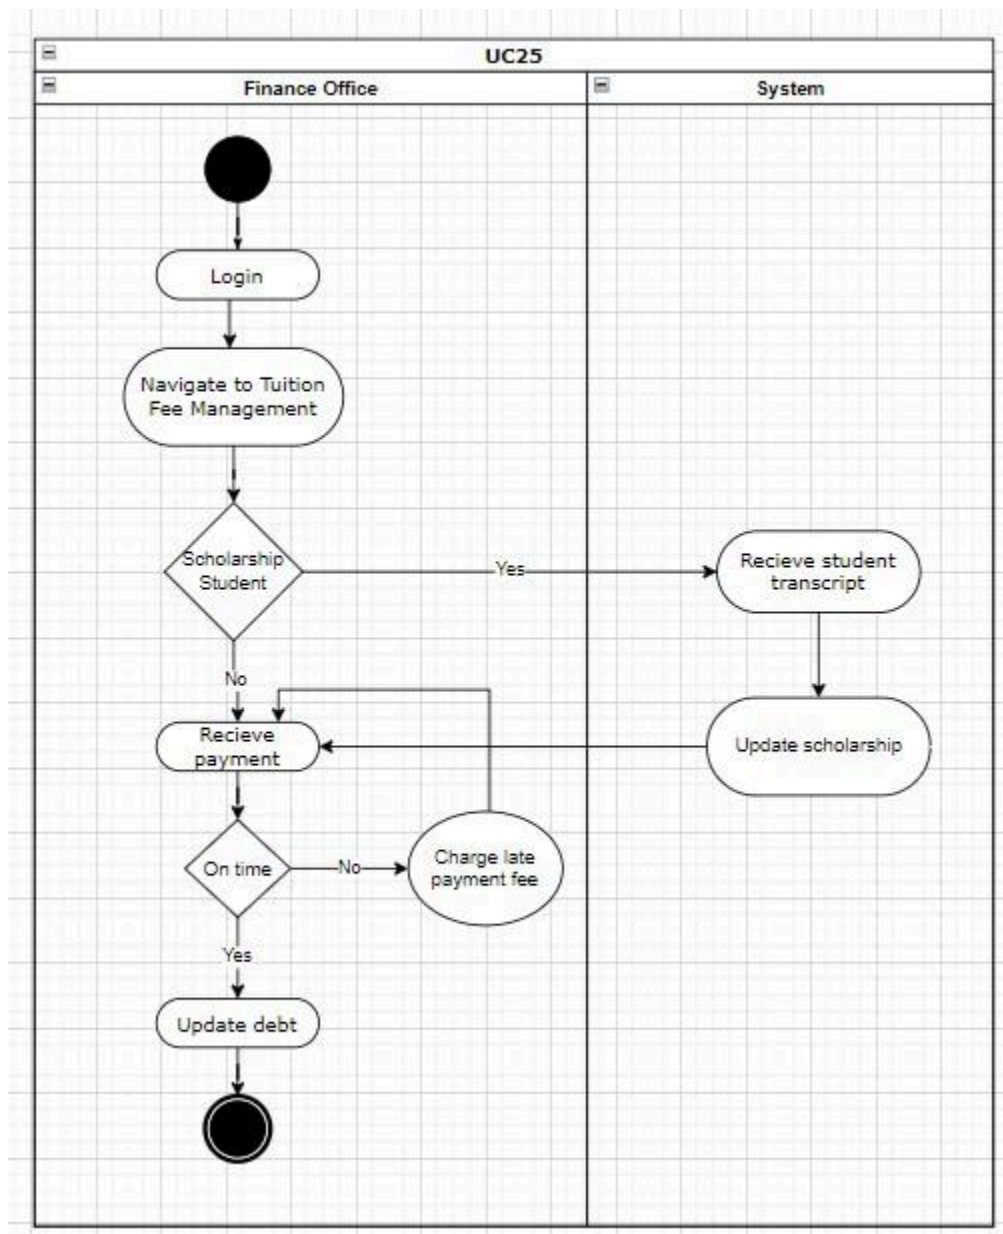 UC25
Finance Office
System
Login
Navigate to Tuition
Fee Management
Scholarship
Student
Yes
Recieve student
transcript
No
Recieve
payment
Update scholarship
On time
No
Charge late
payment fee
Yes
Update debt